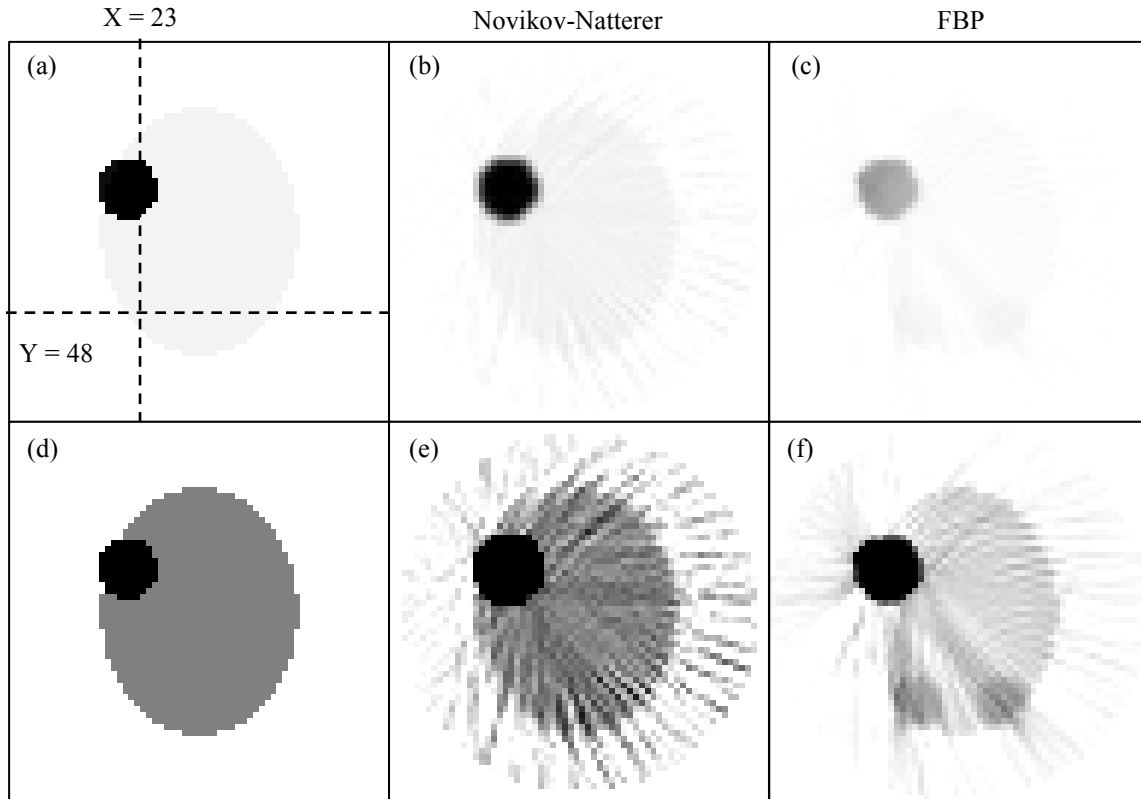 X = 23
Novikov-Natterer
FBP
(a)
(b)
(c)
Y = 48
(d)
(e)
(f)